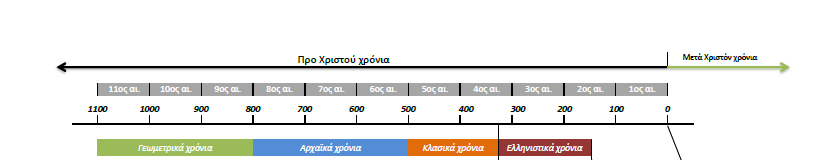 Προ Χριστού χρόνια Μετά Χριστόν χρόνια
11ος αι. 10ος αι. 9ος αι. 8ος αι. 7ος αι. 6ος αι. 5ος αι. 4ος αι. 3ος αι. 2ος αι. 1ος αι.
1100 1000 900 800 700 600 500 400 300 200 100 0
Γεωμετρικά χρόνια Αρχαϊκά χρόνια Κλασικά χρόνια Ελληνιστικά χρόνια